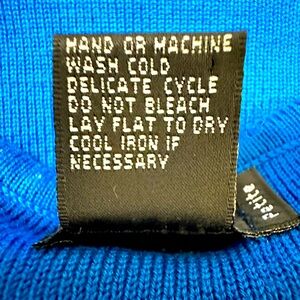 HAND OR MACHINE
WASH COLD
DELICATE CYCLE
DO NOT BLEACH
LAY FLAT TO DRY
COOL IRON IF
NECESSARY
Petite